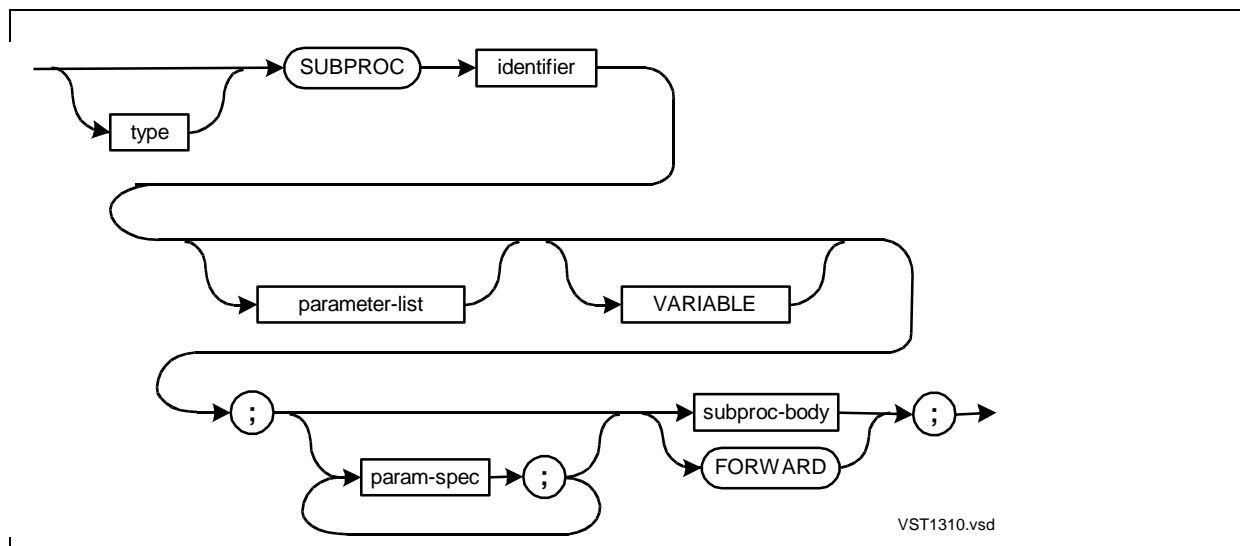 SUBPROC identifier
type
parameter-list VARIABLE
; subproc-body ;
param-spec ; FORWARD
VST1310.vsd